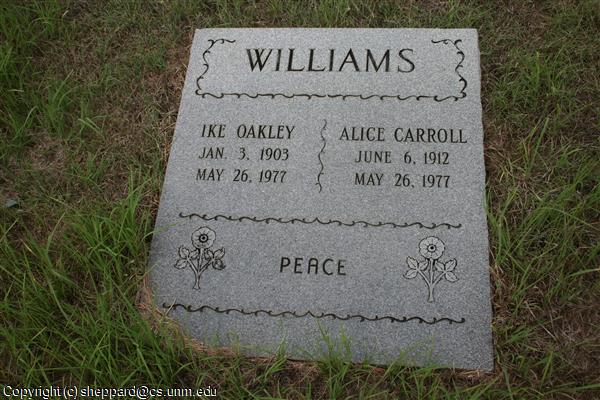 WILLIAMS
IKE OAKLEY
JAN. 3, 1903
MAY 26, 1977
ALICE CARROLL
JUNE 6, 1912
MAY 26, 1977
PEACE
Copyright (c) sheppard@cs.unm.edu